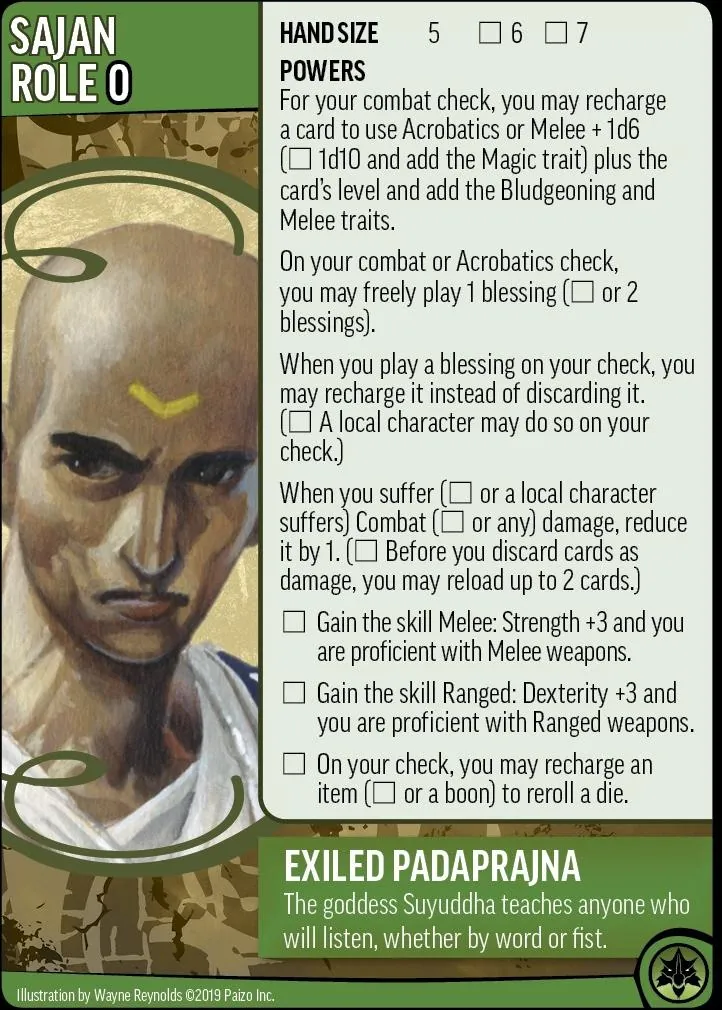 SAJAN
ROLE 0
HAND SIZE 5 ☐ 6 ☐ 7
POWERS
For your combat check, you may recharge
a card to use Acrobatics or Melee + 1d6
(☐ 1d10 and add the Magic trait) plus the
card's level and add the Bludgeoning and
Melee traits.
On your combat or Acrobatics check,
you may freely play 1 blessing (☐ or 2
blessings).
When you play a blessing on your check, you
may recharge it instead of discarding it.
(☐ A local character may do so on your
check.)
When you suffer (☐ or a local character
suffers) Combat (☐ or any) damage, reduce
it by 1. (☐ Before you discard cards as
damage, you may reload up to 2 cards.)
☐ Gain the skill Melee: Strength +3 and you
are proficient with Melee weapons.
☐ Gain the skill Ranged: Dexterity +3 and
you are proficient with Ranged weapons.
☐ On your check, you may recharge an
item (☐ or a boon) to reroll a die.
EXILED PADAPRAJNA
The goddess Suyuddha teaches anyone who
will listen, whether by word or fist.
Illustration by Wayne Reynolds ©2019 Paizo Inc.